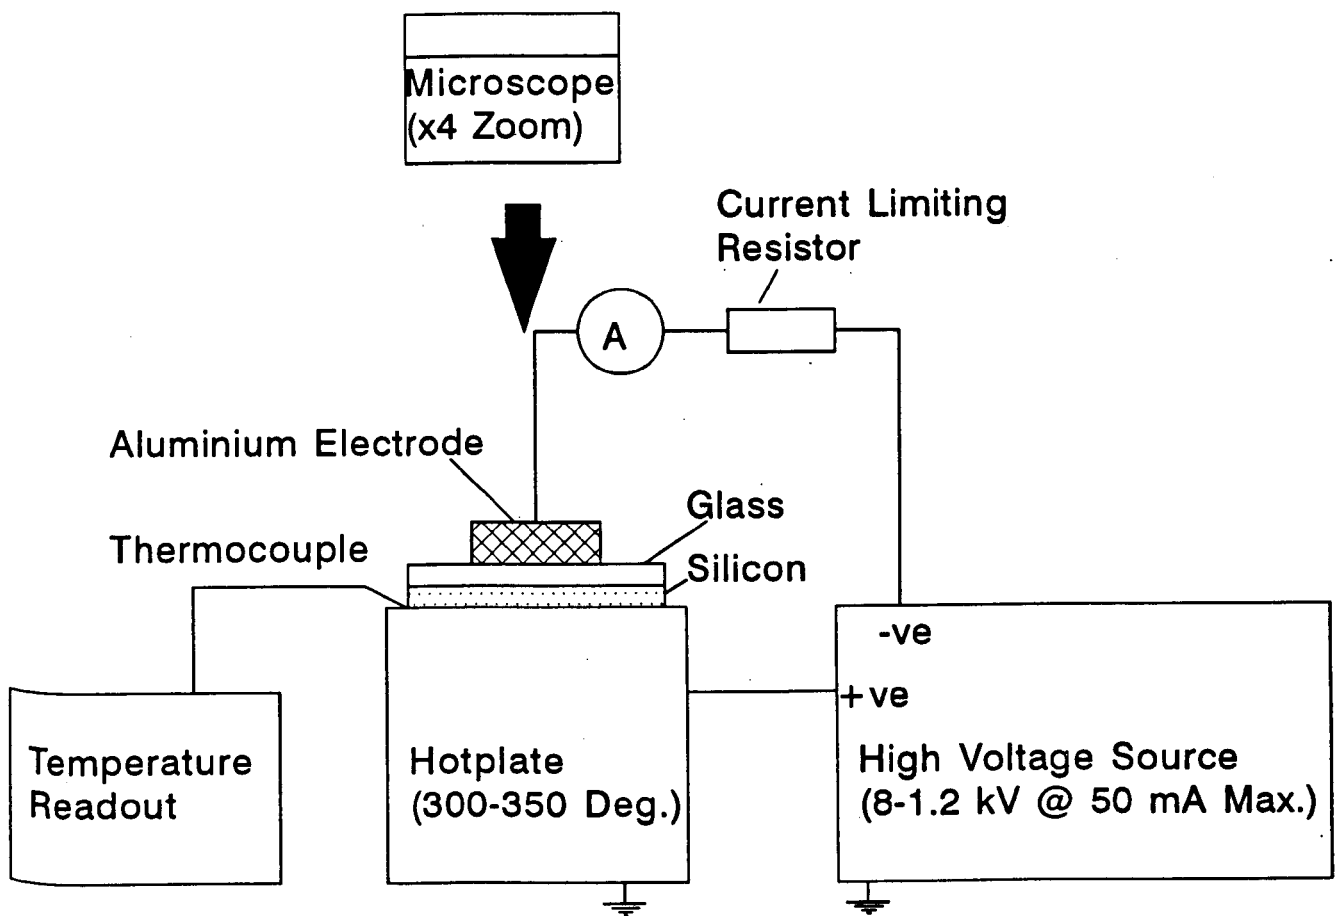 Microscope
(x4 Zoom)
Current Limiting
Resistor
A
Aluminium Electrode
Glass
Thermocouple
Silicon
-ve
+ve
Temperature
Readout
Hotplate
(300-350 Deg.)
High Voltage Source
(8-1.2 kV @ 50 mA Max.)